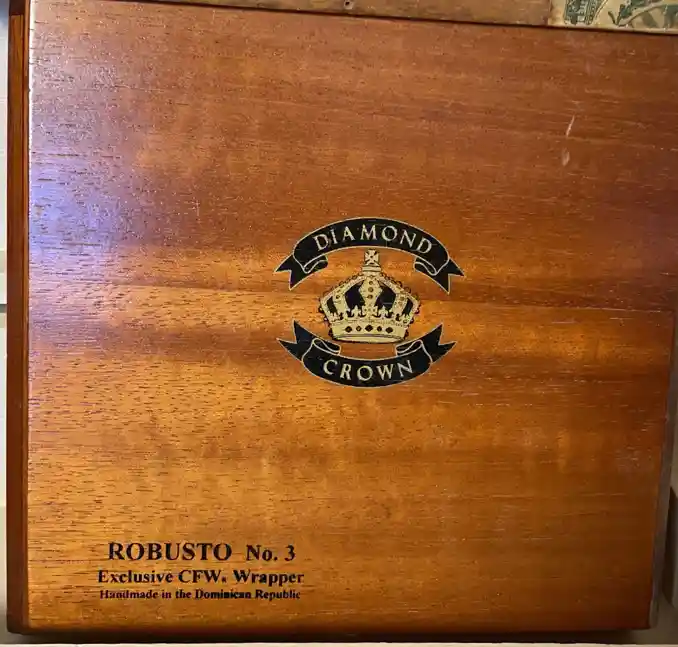 DIAMOND
CROWN
ROBUSTO No. 3
Exclusive CFW. Wrapper
Handmade in the Dominican Republic